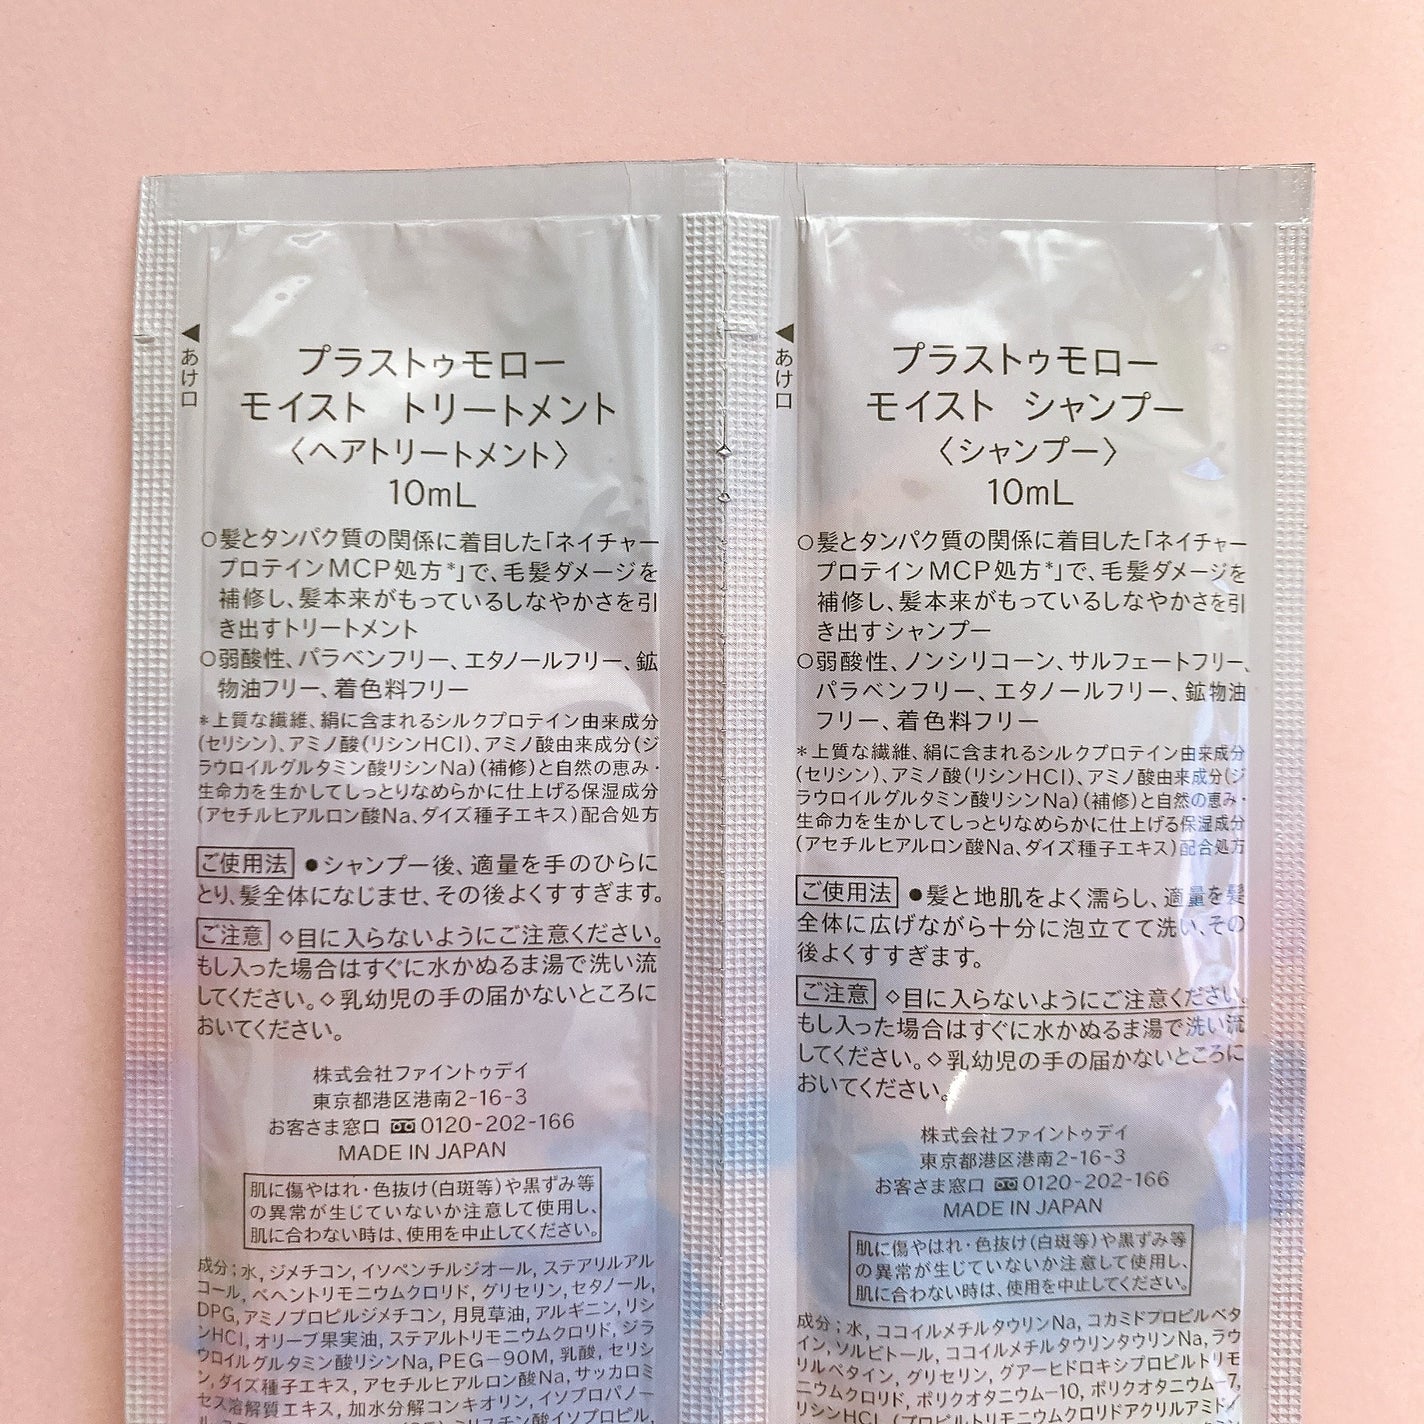 ◀あけ口
プラストゥモロー
モイスト トリートメント
〈ヘアトリートメント〉
10mL
○髪とタンパク質の関係に着目した「ネイチャー
プロテインMCP処方*」で、毛髪ダメージを
補修し、髪本来がもっているしなやかさを引
き出すトリートメント
○弱酸性、パラベンフリー、エタノールフリー、鉱
物油フリー、着色料フリー
*上質な繊維、絹に含まれるシルクプロテイン由来成分
(セリシン)、アミノ酸(リシンHCl)、アミノ酸由来成分(ジ
ラウロイルグルタミン酸リシンNa)(補修)と自然の恵み・
生命力を生かしてしっとりなめらかに仕上げる保湿成分
(アセチルヒアルロン酸Na、ダイズ種子エキス)配合処方
ご使用法 ●シャンプー後、適量を手のひらに
とり、髪全体になじませ、その後よくすすぎます。
ご注意 ◇目に入らないようにご注意ください。
もし入った場合はすぐに水かぬるま湯で洗い流
してください。◇乳幼児の手の届かないところに
おいてください。
株式会社ファイントゥデイ
東京都港区港南2-16-3
お客さま窓口 0120-202-166
MADE IN JAPAN
肌に傷やはれ・色抜け(白斑等)や黒ずみ等
の異常が生じていないか注意して使用し、
肌に合わない時は、使用を中止してください。
成分;水, ジメチコン, イソペンチルジオール, ステアリルアル
コール, ベヘントリモニウムクロリド, グリセリン, セタノール,
DPG, アミノプロピルジメチコン, 月見草油, アルギニン, リシ
ンHCl, オリーブ果実油, ステアルトリモニウムクロリド, ジラ
ウロイルグルタミン酸リシンNa, PEG-90M, 乳酸, セリシ
ン, ダイズ種子エキス, アセチルヒアルロン酸Na, サッカロミ
セス溶解質エキス, 加水分解コンキオリン, イソプロパノー
ミリスチン酸イソプロピル,
◀あけ口
プラストゥモロー
モイスト シャンプー
〈シャンプー〉
10mL
○髪とタンパク質の関係に着目した「ネイチャー
プロテインMCP処方*」で、毛髪ダメージを
補修し、髪本来がもっているしなやかさを引
き出すシャンプー
○弱酸性、ノンシリコーン、サルフェートフリー、
パラベンフリー、エタノールフリー、鉱物油
フリー、着色料フリー
*上質な繊維、絹に含まれるシルクプロテイン由来成分
(セリシン)、アミノ酸(リシンHCl)、アミノ酸由来成分(ジ
ラウロイルグルタミン酸リシンNa)(補修)と自然の恵み・
生命力を生かしてしっとりなめらかに仕上げる保湿成分
(アセチルヒアルロン酸Na、ダイズ種子エキス)配合処方
ご使用法 ●髪と地肌をよく濡らし、適量を髪
全体に広げながら十分に泡立てて洗い、その
後よくすすぎます。
ご注意 ◇目に入らないようにご注意ください。
もし入った場合はすぐに水かぬるま湯で洗い流
してください。◇乳幼児の手の届かないところに
おいてください。
株式会社ファイントゥデイ
東京都港区港南2-16-3
お客さま窓口 0120-202-166
MADE IN JAPAN
肌に傷やはれ・色抜け(白斑等)や黒ずみ等
の異常が生じていないか注意して使用し、
肌に合わない時は、使用を中止してください。
成分;水, ココイルメチルタウリンNa, コカミドプロピルベタ
イン, ソルビトール, ココイルメチルタウリンタウリンNa, ラウ
リルベタイン, グリセリン, グアーヒドロキシプロピルトリモ
ニウムクロリド, ポリクオタニウム-10, ポリクオタニウム-7,
リシンHCl, (プロピルトリモニウムクロリドアクリルアミド/